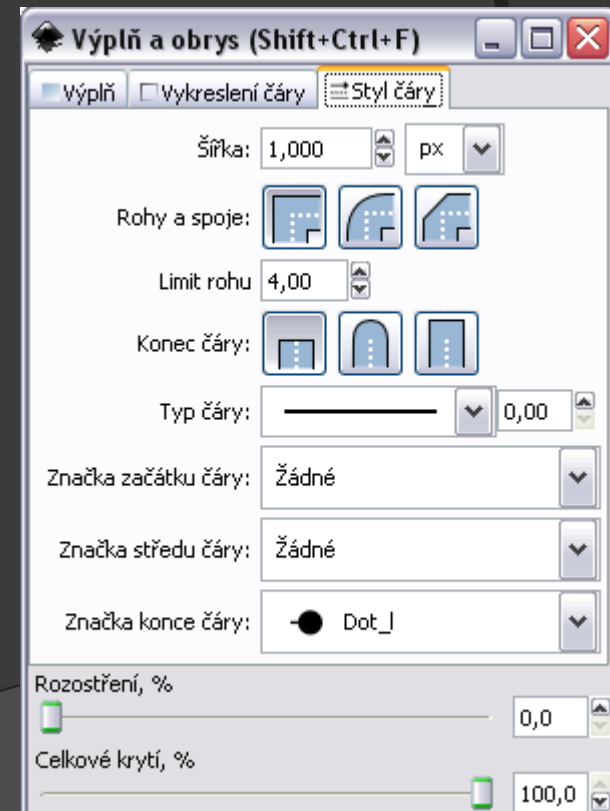 Výplň a obrys (Shift+Ctrl+F)
Výplň Vykreslení čáry Styl čáry
Šířka: 1,000 px
Rohy a spoje:
Limit rohu 4,00
Konec čáry:
Typ čáry: 0,00
Značka začátku čáry: Žádné
Značka středu čáry: Žádné
Značka konce čáry: Dot_l
Rozostření, %
0,0
Celkové krytí, %
100,0